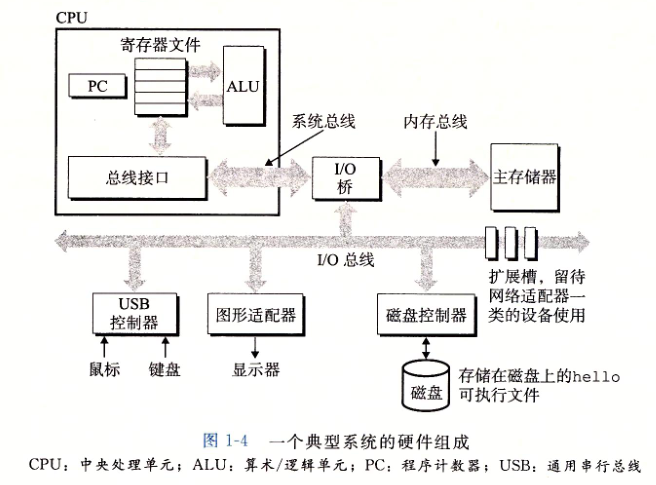 CPU
寄存器文件
PC
ALU
系统总线
内存总线
总线接口
I/O
桥
主存储器
I/O 总线
扩展槽，留待
网络适配器一
类的设备使用
USB
控制器
图形适配器
磁盘控制器
鼠标
键盘
显示器
磁盘
存储在磁盘上的hello
可执行文件
图 1-4 一个典型系统的硬件组成
CPU：中央处理单元；ALU：算术/逻辑单元；PC：程序计数器；USB：通用串行总线